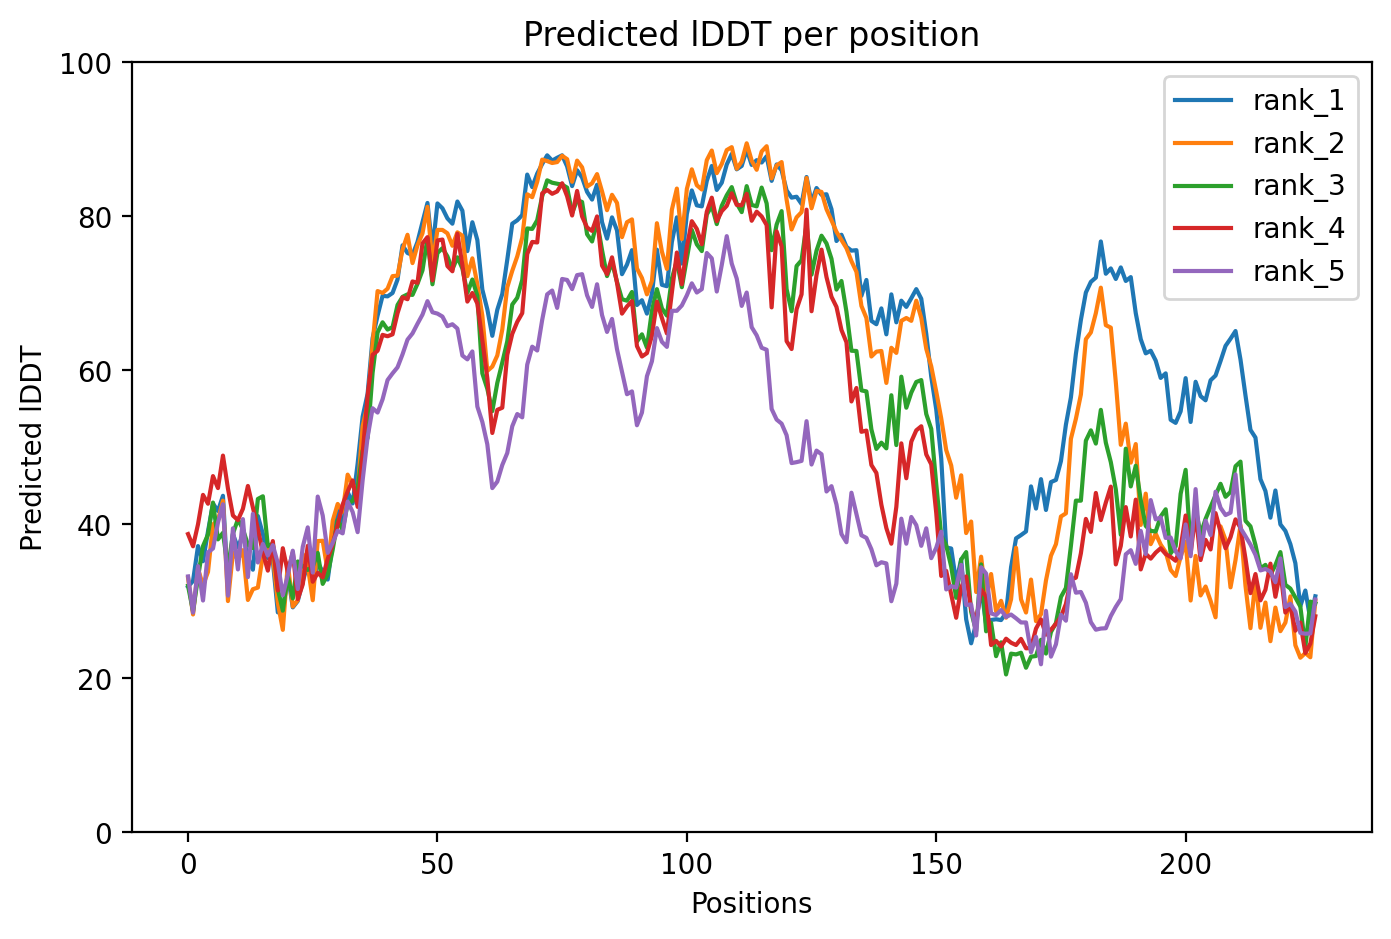 Predicted lDDT per position
100
80
60
40
20
0
Predicted lDDT
0
50
100
150
200
Positions
rank_1
rank_2
rank_3
rank_4
rank_5